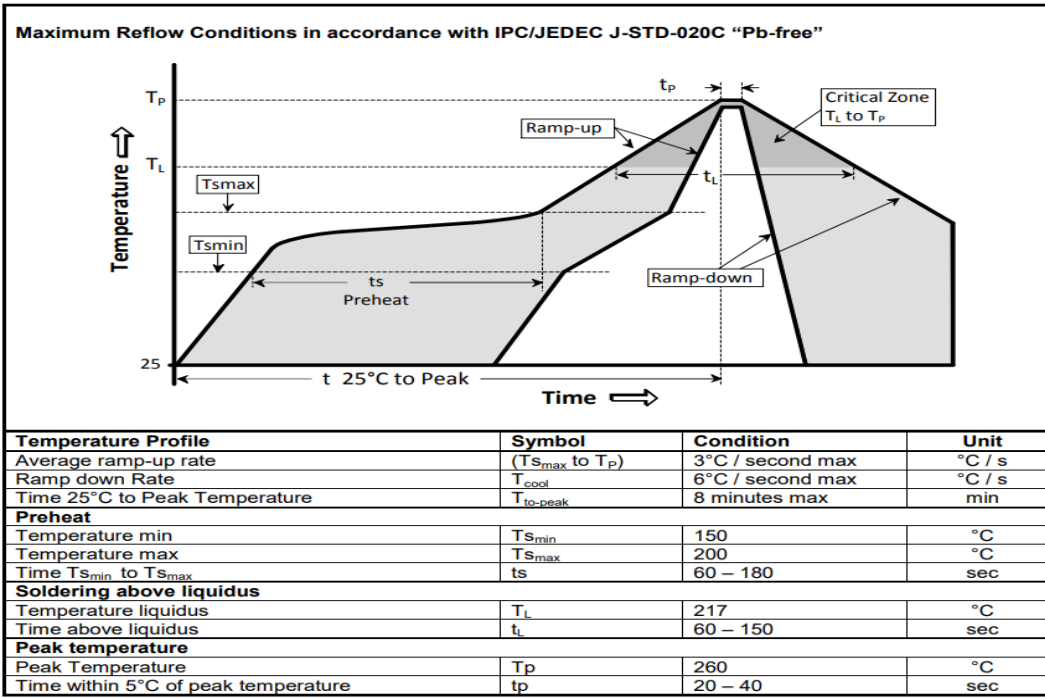 Maximum Reflow Conditions in accordance with IPC/JEDEC J-STD-020C “Pb-free”
tP
TP
Critical Zone
TL to TP
Ramp-up
TL
tL
Tsmax
Temperature
Tsmin
ts
Preheat
Ramp-down
25
t 25°C to Peak
Time
Temperature Profile Symbol Condition Unit
Average ramp-up rate (Tsmax to TP) 3°C / second max °C / s
Ramp down Rate Tcool 6°C / second max °C / s
Time 25°C to Peak Temperature Tto-peak 8 minutes max min
Preheat
Temperature min Tsmin 150 °C
Temperature max Tsmax 200 °C
Time Tsmin to Tsmax ts 60 – 180 sec
Soldering above liquidus
Temperature liquidus TL 217 °C
Time above liquidus tL 60 – 150 sec
Peak temperature
Peak Temperature Tp 260 °C
Time within 5°C of peak temperature tp 20 – 40 sec